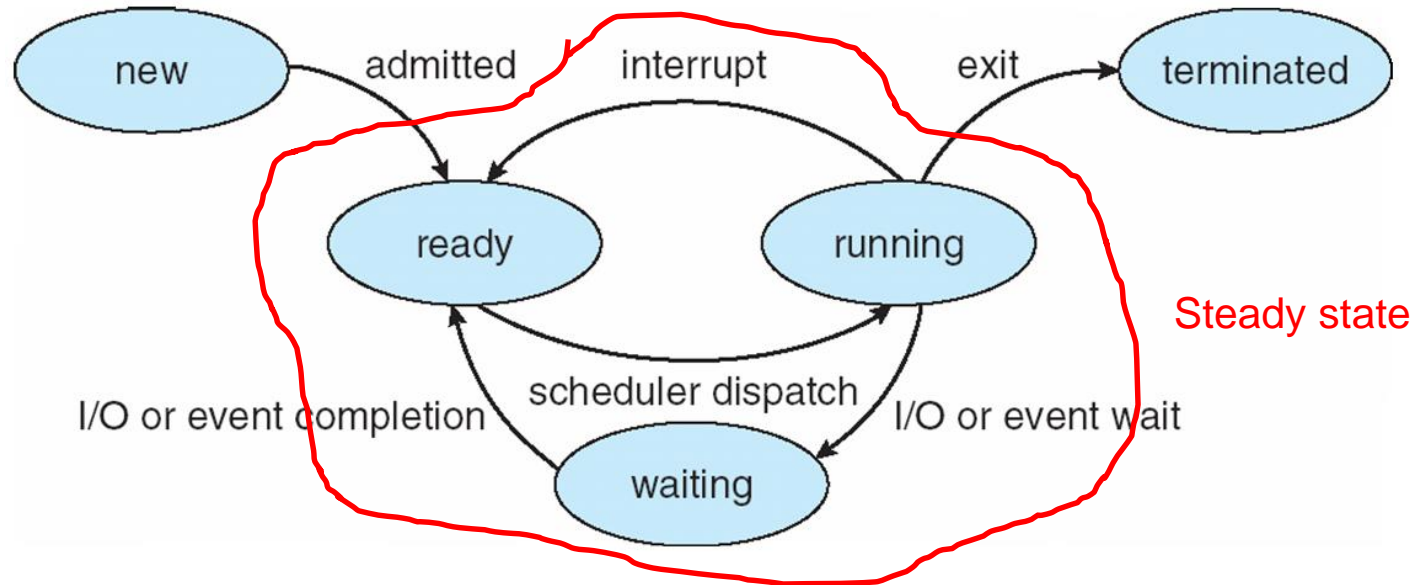 new
admitted
interrupt
exit
terminated
ready
running
Steady state
scheduler dispatch
I/O or event completion
I/O or event wait
waiting